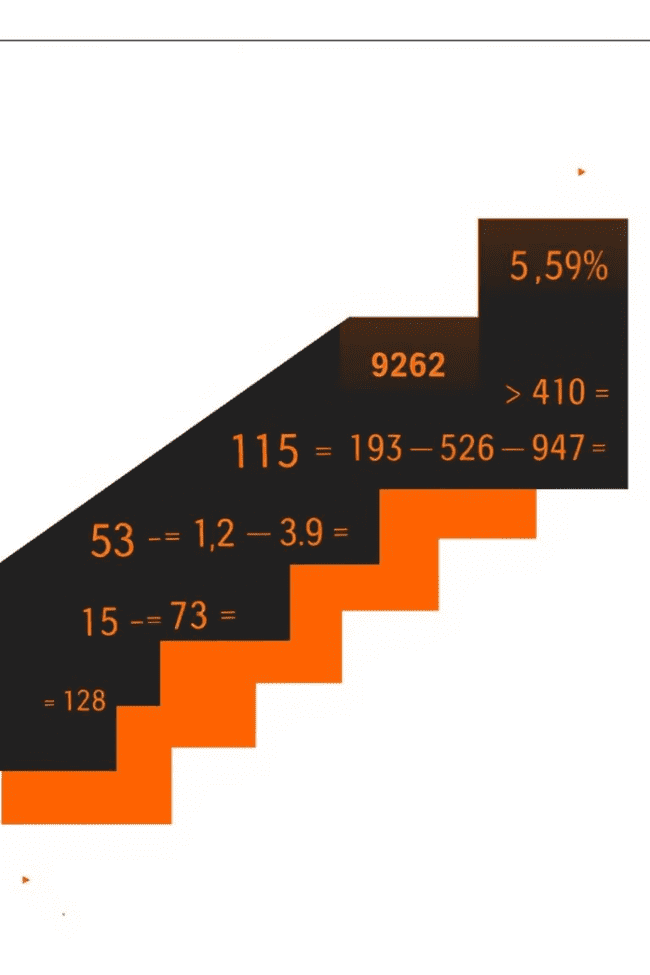 5,59%
9262
> 410 =
115 = 193 — 526 — 947 =
53 -= 1,2 — 3.9 =
15 -= 73 =
= 128